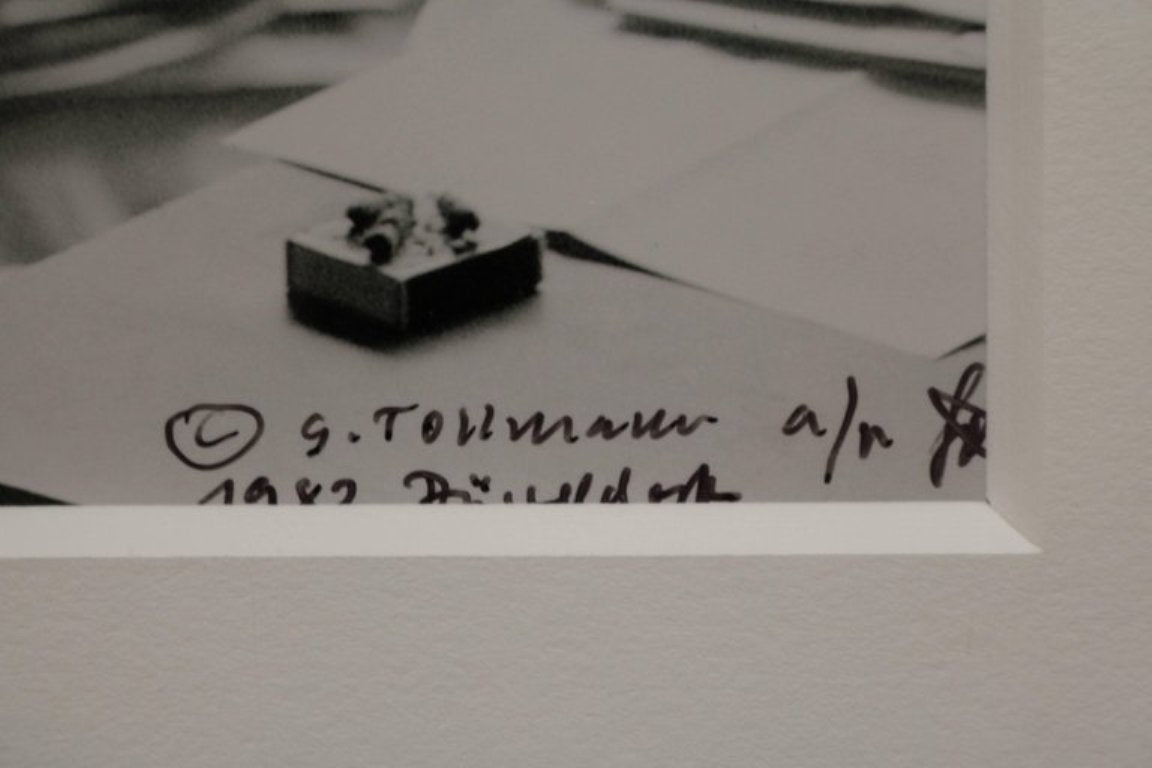 © G. Tollmann a/n
1982 Düsseldorf